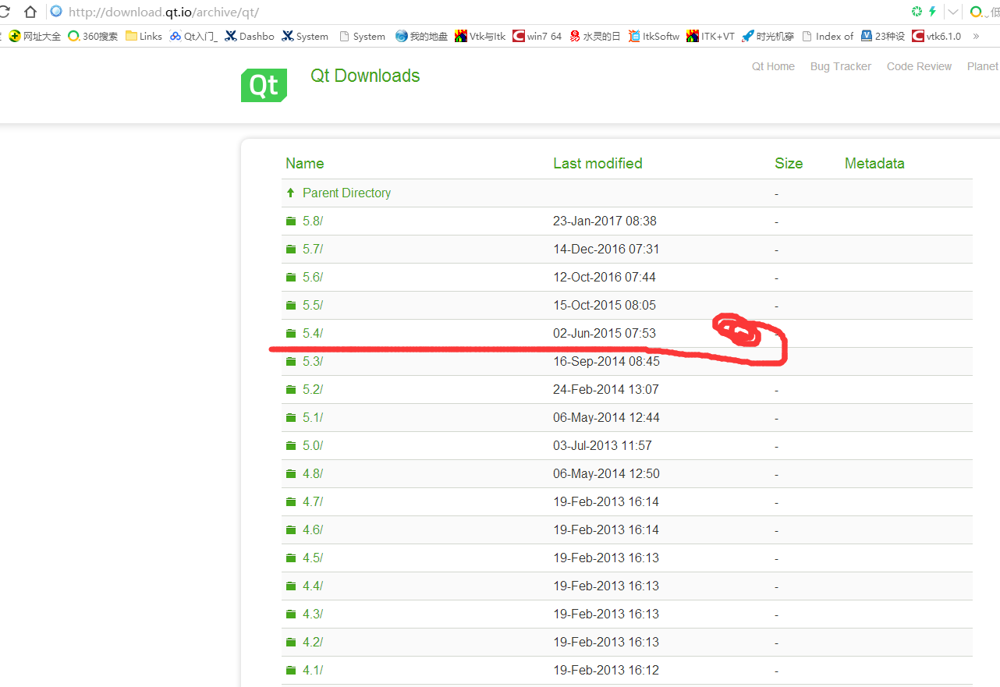 http://download.qt.io/archive/qt/
网址大全 360搜索 Links Qt入门_ Dashbo System System 我的地盘 Vtk与Itk win7 64 水灵的日 ItkSoftw ITK+VT 时光机穿 Index of 23种设 vtk6.1.0 »
Qt Qt Downloads Qt Home Bug Tracker Code Review Planet
Name Last modified Size Metadata
Parent Directory -
5.8/ 23-Jan-2017 08:38 -
5.7/ 14-Dec-2016 07:31 -
5.6/ 12-Oct-2016 07:44 -
5.5/ 15-Oct-2015 08:05 -
5.4/ 02-Jun-2015 07:53 -
5.3/ 16-Sep-2014 08:45
5.2/ 24-Feb-2014 13:07 -
5.1/ 06-May-2014 12:44 -
5.0/ 03-Jul-2013 11:57 -
4.8/ 06-May-2014 12:50 -
4.7/ 19-Feb-2013 16:14 -
4.6/ 19-Feb-2013 16:14 -
4.5/ 19-Feb-2013 16:13 -
4.4/ 19-Feb-2013 16:13 -
4.3/ 19-Feb-2013 16:13 -
4.2/ 19-Feb-2013 16:13 -
4.1/ 19-Feb-2013 16:12 -